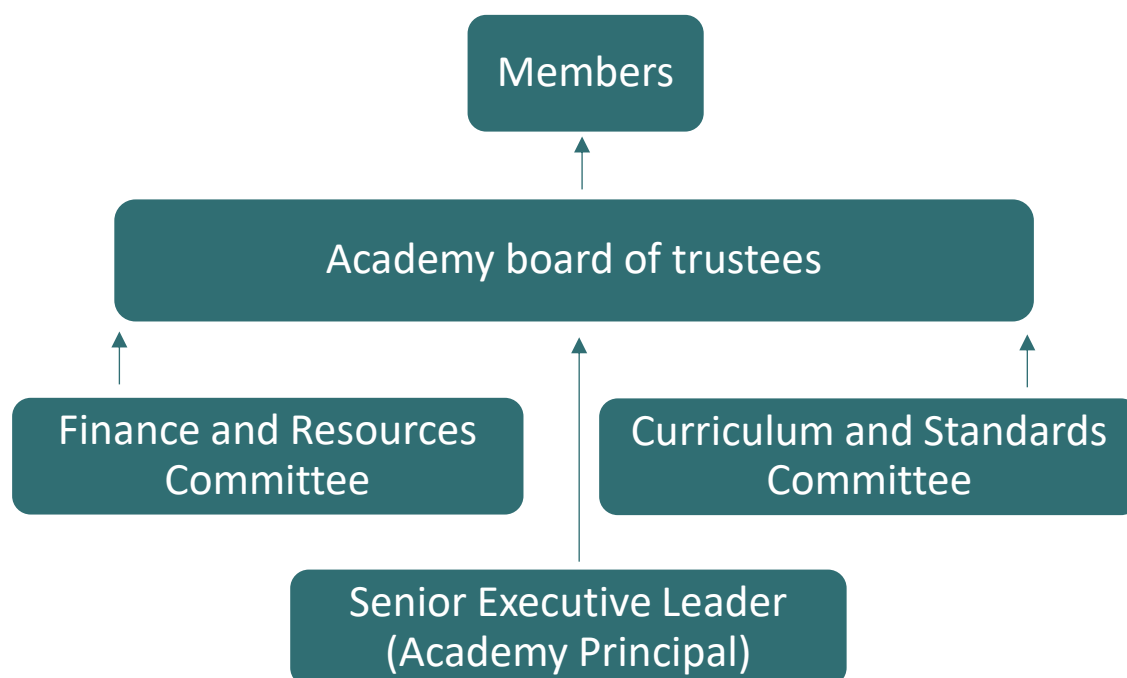 Members
Academy board of trustees
Finance and Resources
Committee
Curriculum and Standards
Committee
Senior Executive Leader
(Academy Principal)